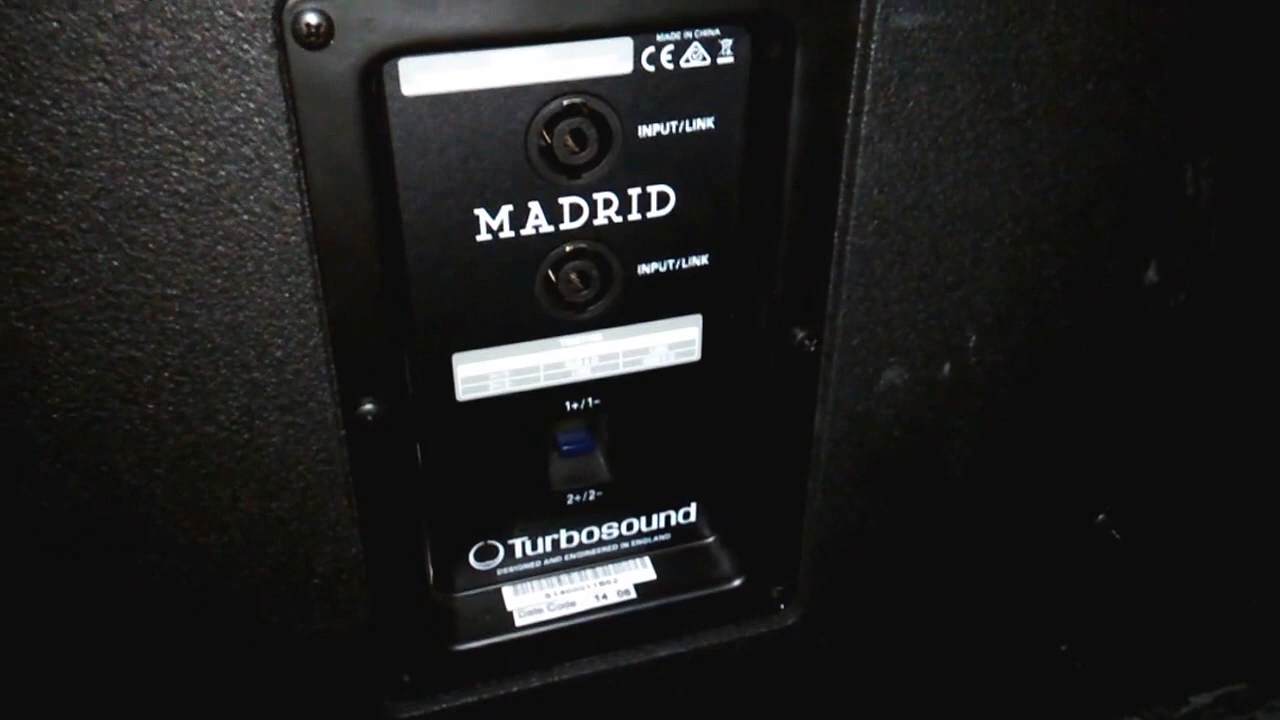 MADE IN CHINA
CE
INPUT/LINK
MADRID
INPUT/LINK
1+/1-
2+/2-
Turbosound
DESIGNED AND ENGINEERED IN ENGLAND
Date Code 14 06